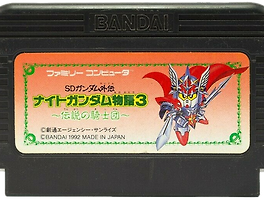 BANDAI
ファミリー コンピュータ
SDガンダム外伝
ナイトガンダム物語3
～伝説の騎士団～
©創通エージェンシー・サンライズ
©BANDAI 1992 MADE IN JAPAN